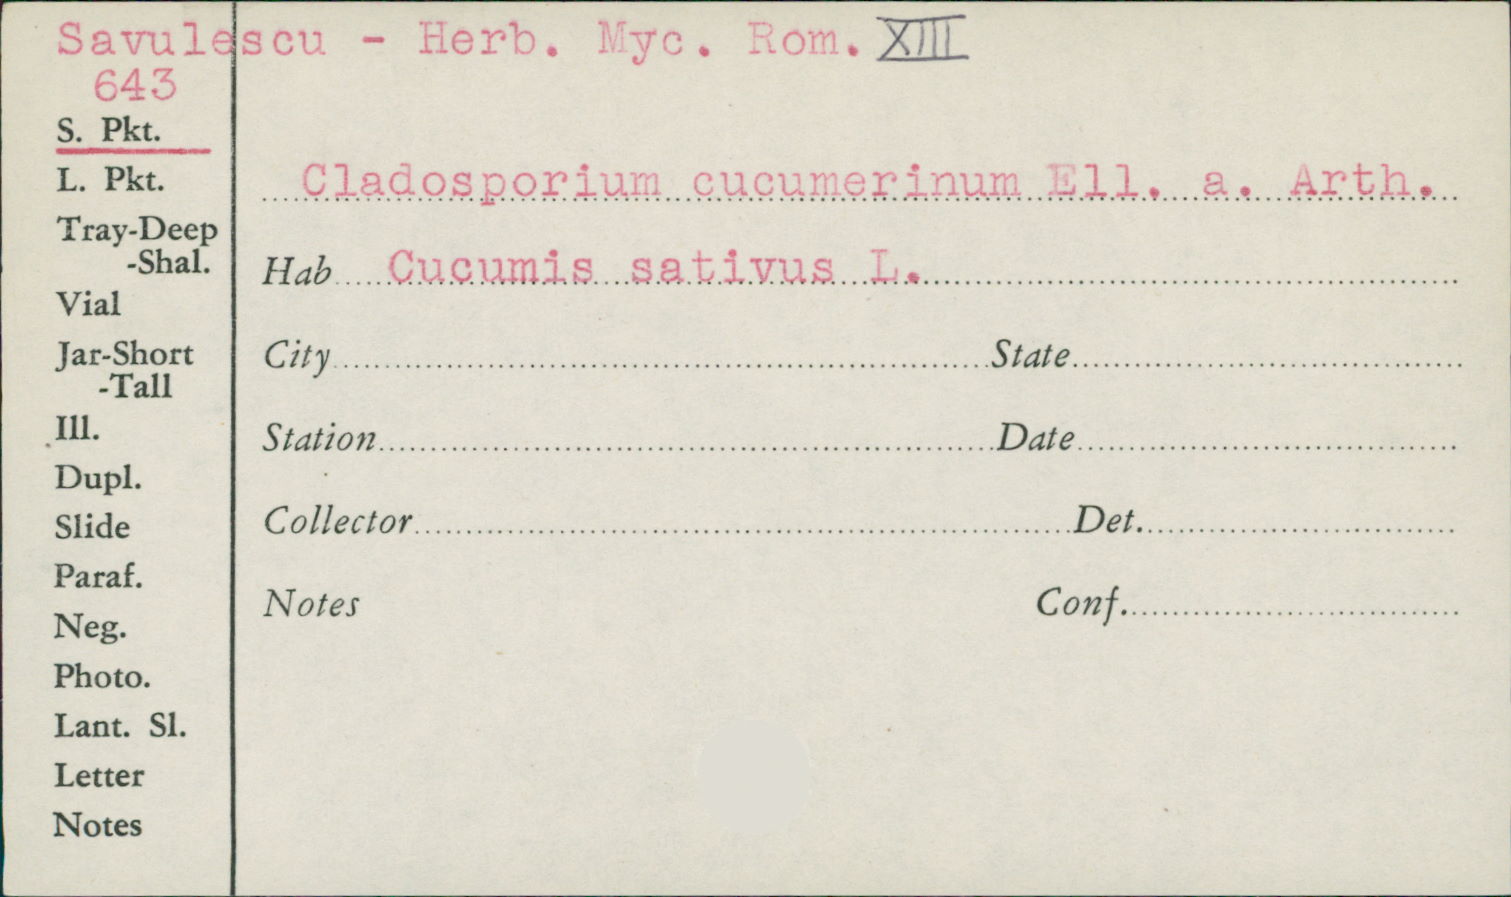 Savulescu - Herb. Myc. Rom. XIII
643
S. Pkt.
L. Pkt.
Cladosporium cucumerinum Ell. a. Arth.
Tray-Deep
-Shal.
Hab Cucumis sativus L.
Vial
Jar-Short
-Tall
City State
Ill.
Station Date
Dupl.
Slide
Collector Det.
Paraf.
Notes Conf.
Neg.
Photo.
Lant. Sl.
Letter
Notes